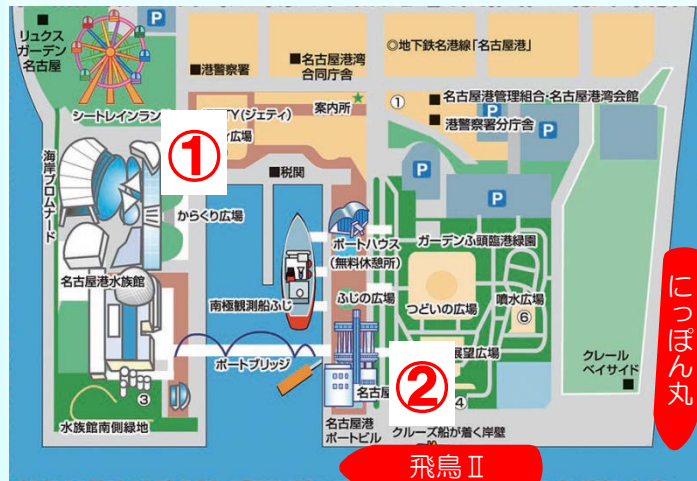 P
■
リュクス
ガーデン
名古屋
■港警察署
■名古屋港湾
合同庁舎
◎地下鉄名港線「名古屋港」
シートレインラン
TY(ジェティ)
案内所
★
広場
①
①
■名古屋港管理組合・名古屋港湾会館
■港警察署分庁舎
P
P
P
P
海岸プロムナード
■税関
からくり広場
ポートハウス
(無料休憩所)
ガーデンふ頭臨港緑園
名古屋港水族館
南極観測船ふじ
ふじの広場
つどいの広場
噴水広場
⑥
ポートブリッジ
②
展望広場
クレール
ベイサイド
■
にっぽん丸
③
名古屋
④
水族館南側緑地
名古屋港
ポートビル
クルーズ船が着く岸壁
飛鳥Ⅱ